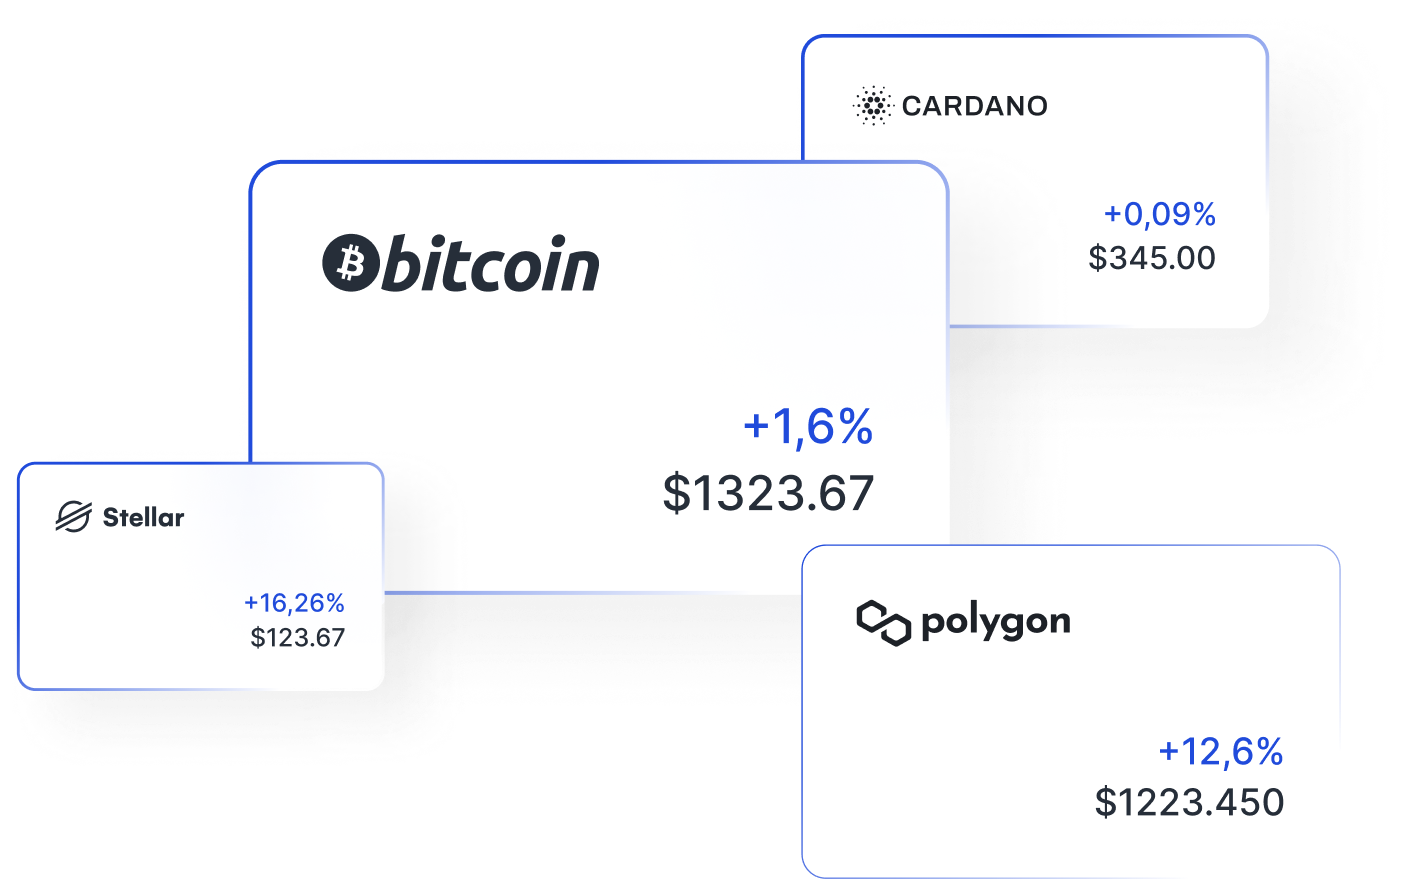 CARDANO
+0,09%
$345.00
bitcoin
+1,6%
$1323.67
Stellar
+16,26%
$123.67
polygon
+12,6%
$1223.450